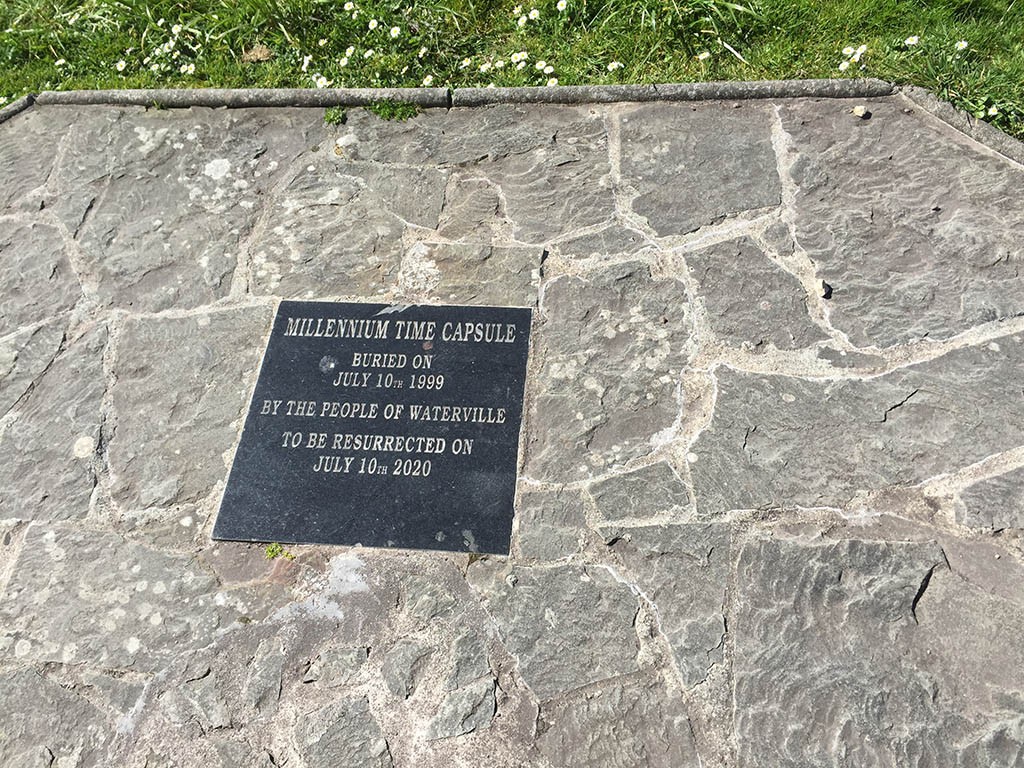 MILLENNIUM TIME CAPSULE
BURIED ON
JULY 10TH 1999
BY THE PEOPLE OF WATERVILLE
TO BE RESURRECTED ON
JULY 10TH 2020